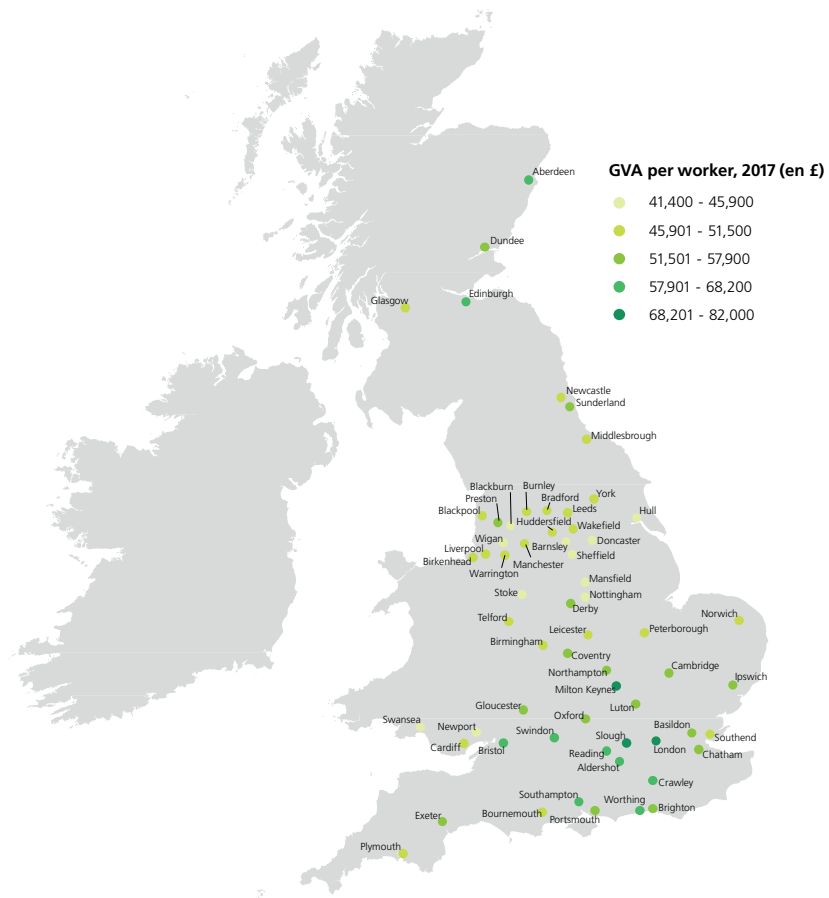 GVA per worker, 2017 (en £)
41,400 - 45,900
45,901 - 51,500
51,501 - 57,900
57,901 - 68,200
68,201 - 82,000
Aberdeen
Dundee
Edinburgh
Glasgow
Newcastle
Sunderland
Middlesbrough
Blackburn
Burnley
Preston
Bradford
York
Blackpool
Leeds
Hull
Huddersfield
Wakefield
Wigan
Doncaster
Liverpool
Barnsley
Sheffield
Birkenhead
Manchester
Warrington
Mansfield
Stoke
Nottingham
Derby
Telford
Norwich
Leicester
Peterborough
Birmingham
Coventry
Cambridge
Northampton
Ipswich
Milton Keynes
Gloucester
Luton
Oxford
Swansea
Newport
Swindon
Basildon
Slough
Southend
Cardiff
Bristol
London
Reading
Chatham
Aldershot
Crawley
Southampton
Worthing
Brighton
Exeter
Bournemouth
Portsmouth
Plymouth